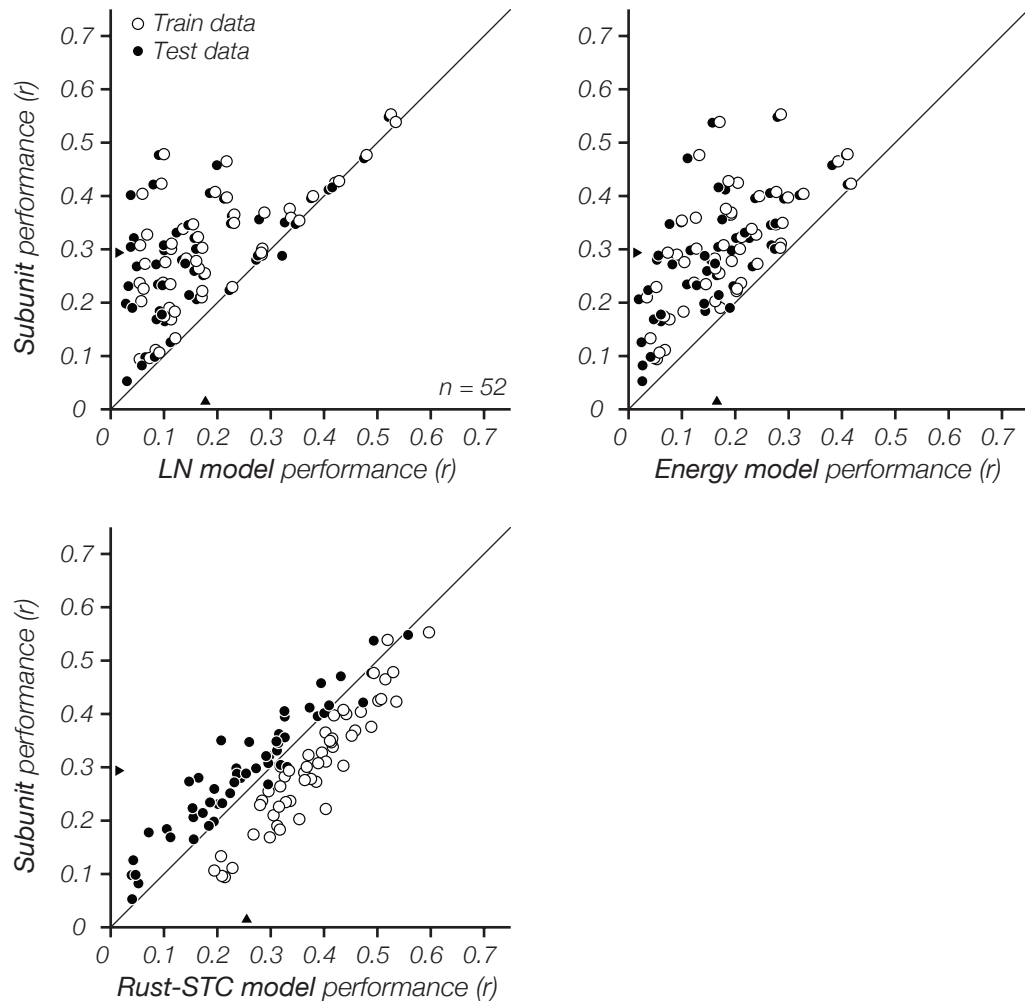 Train data
Test data
Subunit performance (r)
0.7
0.6
0.5
0.4
0.3
0.2
0.1
0
n = 52
0 0.1 0.2 0.3 0.4 0.5 0.6 0.7
LN model performance (r)
0.7
0.6
0.5
0.4
0.3
0.2
0.1
0
0 0.1 0.2 0.3 0.4 0.5 0.6 0.7
Energy model performance (r)
Subunit performance (r)
0.7
0.6
0.5
0.4
0.3
0.2
0.1
0
0 0.1 0.2 0.3 0.4 0.5 0.6 0.7
Rust-STC model performance (r)